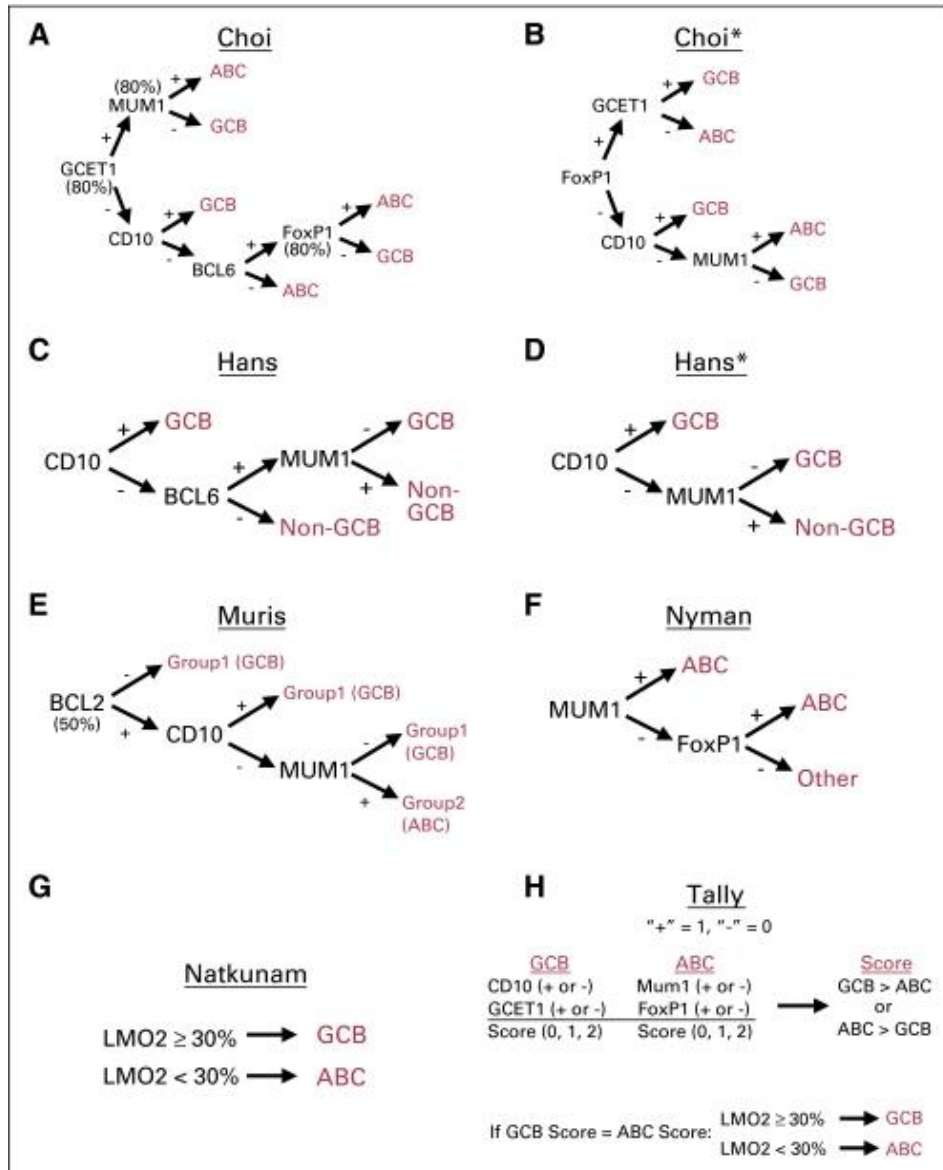 A
Choi
(80%)
MUM1
+
ABC
-
GCB
+
GCET1
(80%)
-
CD10
+
GCB
-
BCL6
+
FoxP1
(80%)
+
ABC
-
GCB
-
ABC
B
Choi*
GCET1
+
GCB
-
ABC
+
FoxP1
-
CD10
+
GCB
-
MUM1
+
ABC
-
GCB
C
Hans
CD10
+
GCB
-
BCL6
+
MUM1
-
GCB
+
Non-
GCB
-
Non-GCB
D
Hans*
CD10
+
GCB
-
MUM1
-
GCB
+
Non-GCB
E
Muris
BCL2
(50%)
-
Group1 (GCB)
+
CD10
+
Group1 (GCB)
-
MUM1
-
Group1
(GCB)
+
Group2
(ABC)
F
Nyman
MUM1
+
ABC
-
FoxP1
+
ABC
-
Other
G
Natkunam
LMO2 ≥ 30% GCB
LMO2 < 30% ABC
H
Tally
"+" = 1, "-" = 0
GCB ABC Score
CD10 (+ or -) Mum1 (+ or -) GCB > ABC
GCET1 (+ or -) FoxP1 (+ or -) or
Score (0, 1, 2) Score (0, 1, 2) ABC > GCB
If GCB Score = ABC Score:
LMO2 ≥ 30% GCB
LMO2 < 30% ABC